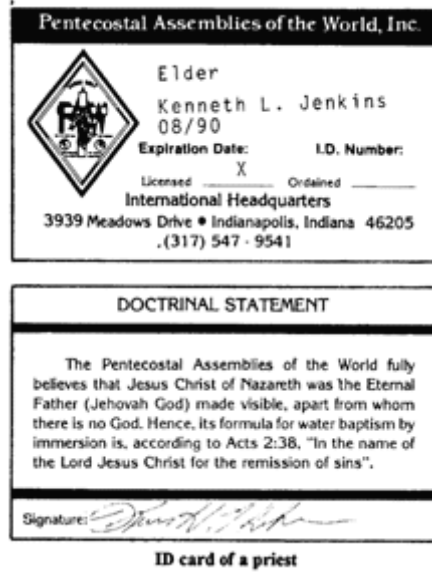 Pentecostal Assemblies of the World, Inc.
Elder
Kenneth L. Jenkins
08/90
Expiration Date: I.D. Number:
Licensed X Ordained
International Headquarters
3939 Meadows Drive • Indianapolis, Indiana 46205
.(317) 547 - 9541
DOCTRINAL STATEMENT
The Pentecostal Assemblies of the World fully
believes that Jesus Christ of Nazareth was the Eternal
Father (Jehovah God) made visible, apart from whom
there is no God. Hence, its formula for water baptism by
immersion is, according to Acts 2:38, "In the name of
the Lord Jesus Christ for the remission of sins".
Signature:
ID card of a priest